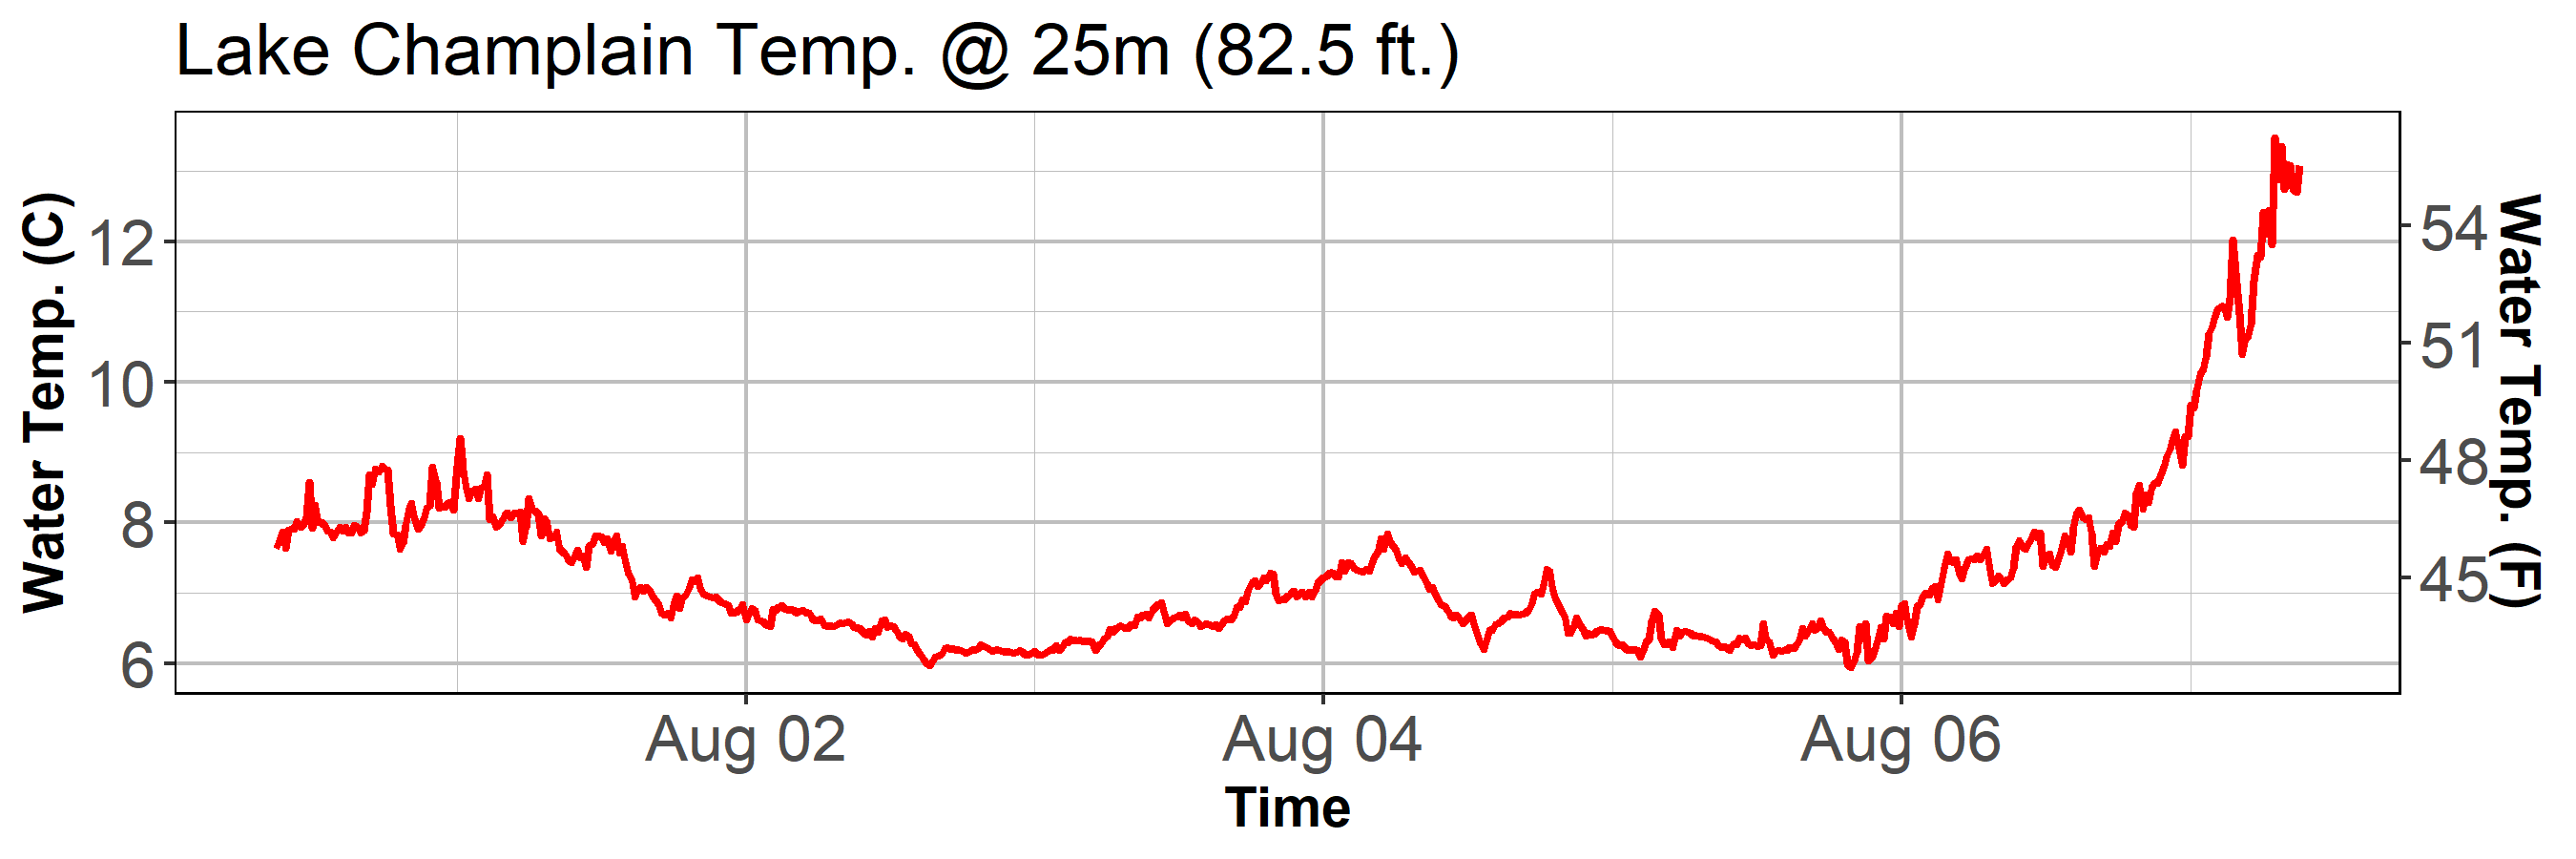 Lake Champlain Temp. @ 25m (82.5 ft.)
Water Temp. (C)
12
10
8
6
54
51
48
45
Water Temp. (F)
Aug 02
Aug 04
Aug 06
Time